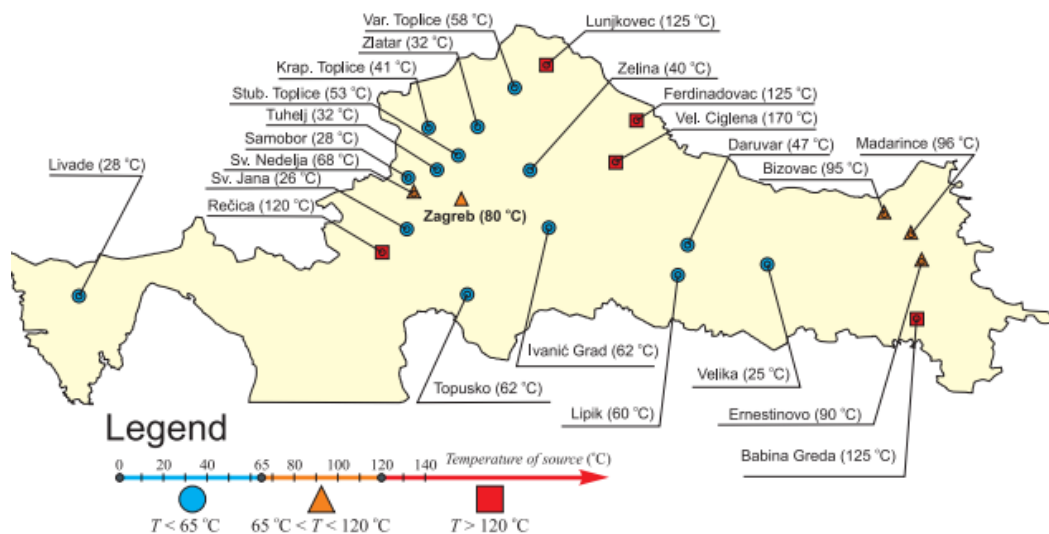 Var. Toplice (58 °C)
Lunjkovec (125 °C)
Zlatar (32 °C)
Krap. Toplice (41 °C)
Zelina (40 °C)
Stub. Toplice (53 °C)
Ferdinadovac (125 °C)
Tuhelj (32 °C)
Vel. Ciglena (170 °C)
Samobor (28 °C)
Daruvar (47 °C)
Madarince (96 °C)
Livade (28 °C)
Sv. Nedelja (68 °C)
Bizovac (95 °C)
Sv. Jana (26 °C)
Rečica (120 °C)
Zagreb (80 °C)
Ivanić Grad (62 °C)
Velika (25 °C)
Topusko (62 °C)
Lipik (60 °C)
Ernestinovo (90 °C)
Babina Greda (125 °C)
Legend
0 20 40 65 80 100 120 140 Temperature of source (°C)
T < 65 °C 65 °C < T < 120 °C T > 120 °C